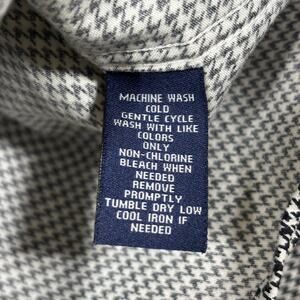 MACHINE WASH
COLD
GENTLE CYCLE
WASH WITH LIKE
COLORS
ONLY
NON-CHLORINE
BLEACH WHEN
NEEDED
REMOVE
PROMPTLY
TUMBLE DRY LOW
COOL IRON IF
NEEDED